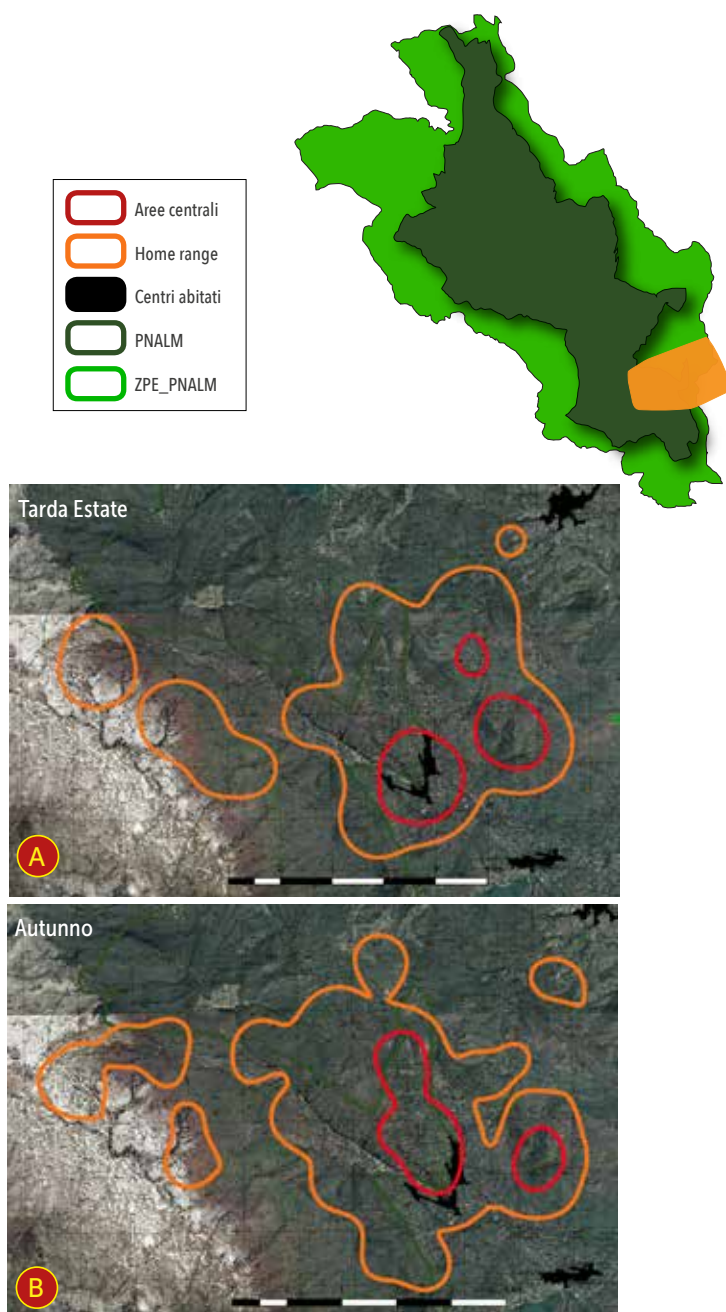 Aree centrali
Home range
Centri abitati
PNALM
ZPE_PNALM
Tarda Estate
A
Autunno
B